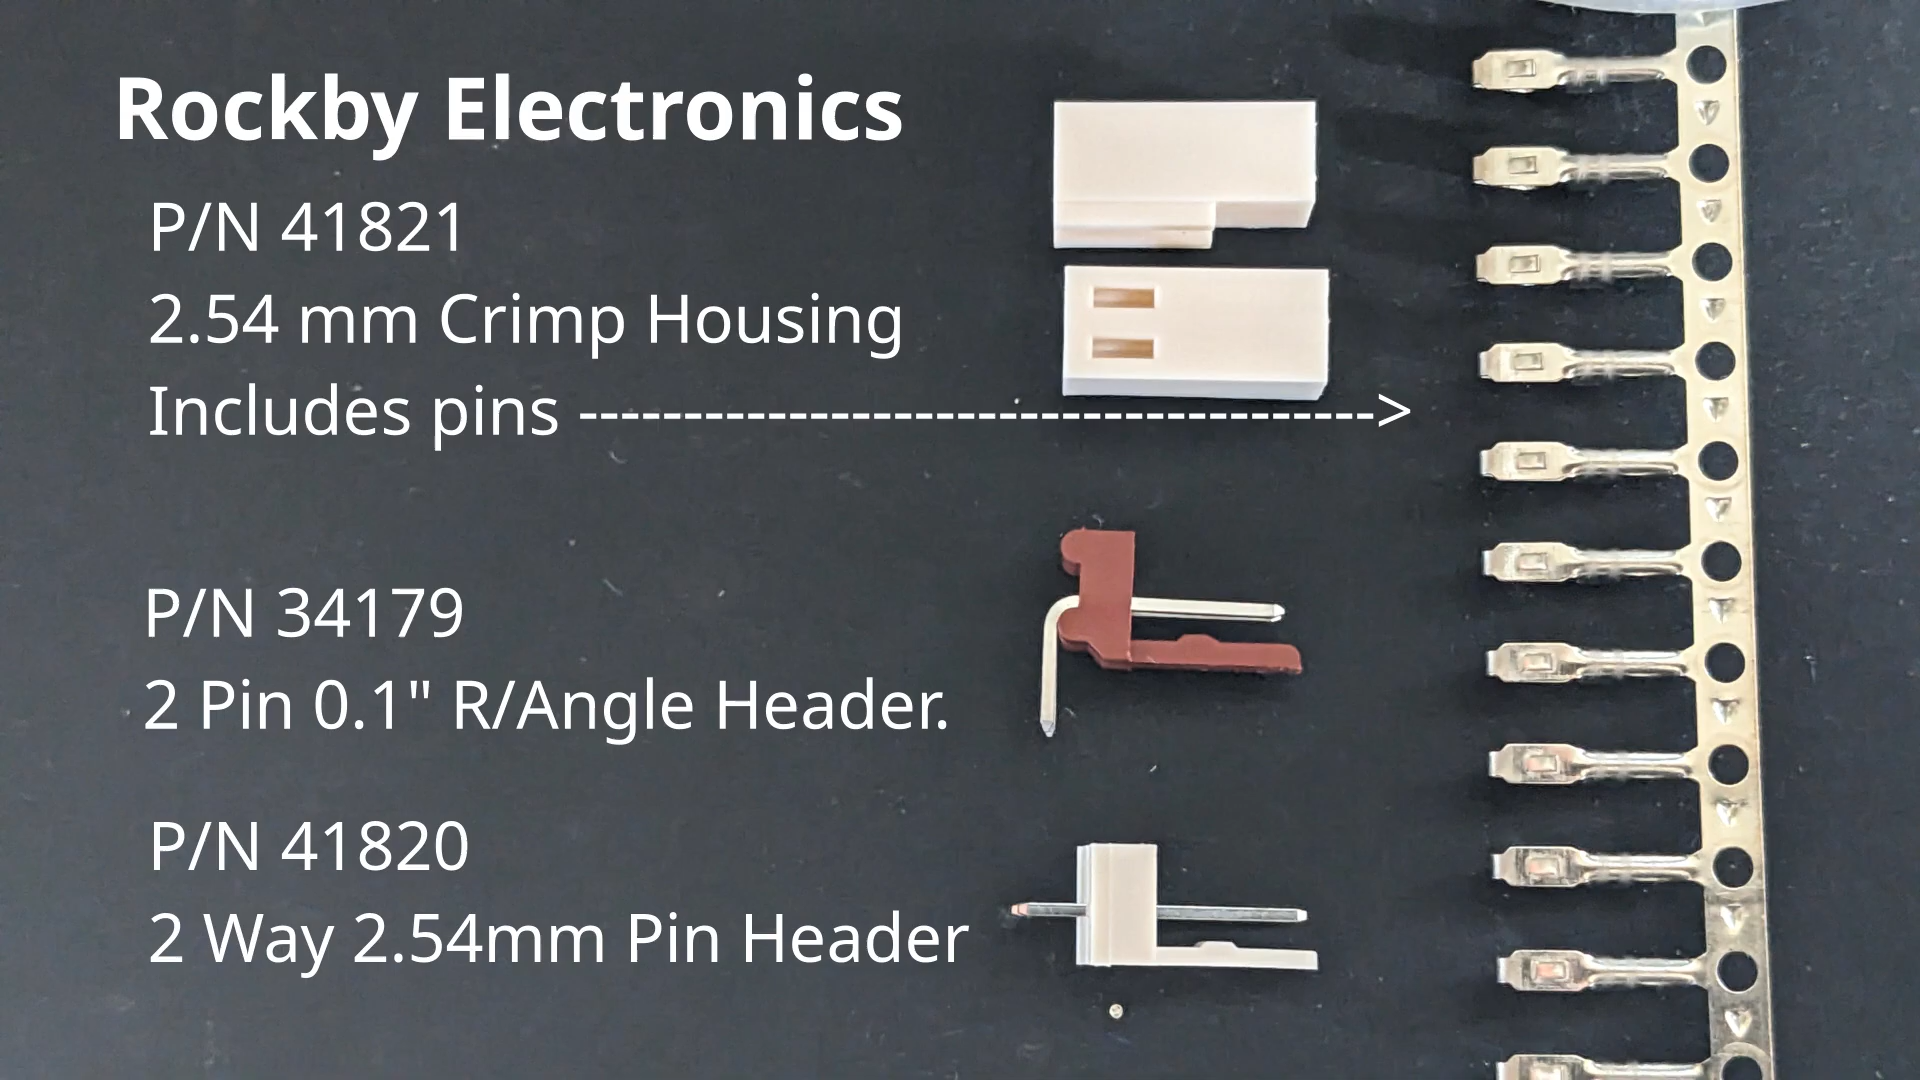 Rockby Electronics
P/N 41821
2.54 mm Crimp Housing
Includes pins -------------------------------------->
P/N 34179
2 Pin 0.1" R/Angle Header.
P/N 41820
2 Way 2.54mm Pin Header